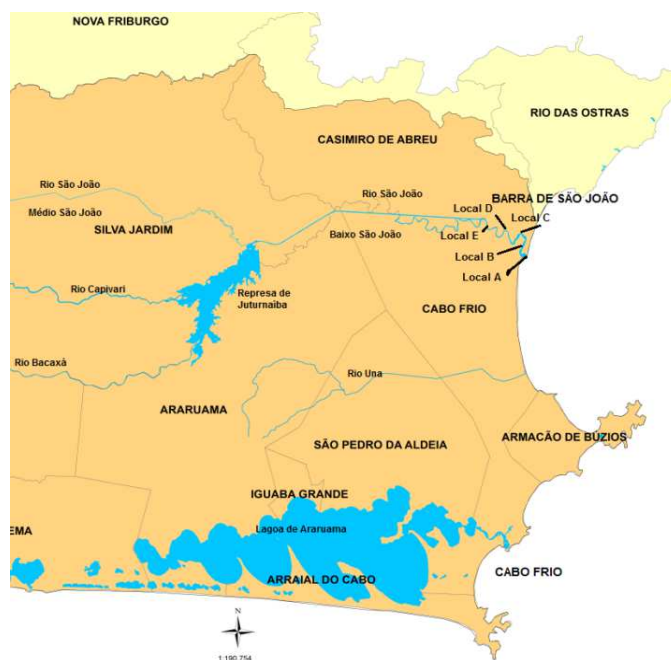 NOVA FRIBURGO
RIO DAS OSTRAS
CASIMIRO DE ABREU
Rio São João
Rio São João
BARRA DE SÃO JOÃO
Local D
Local C
Médio São João
SILVA JARDIM
Baixo São João
Local E
Local B
Local A
Rio Capivari
Represa de
Juturnaíba
CABO FRIO
Rio Bacaxá
Rio Una
ARARUAMA
SÃO PEDRO DA ALDEIA
ARMACÃO DE BÚZIOS
IGUABA GRANDE
EMA
Lagoa de Araruama
ARRAIAL DO CABO
CABO FRIO
N
1:190.754